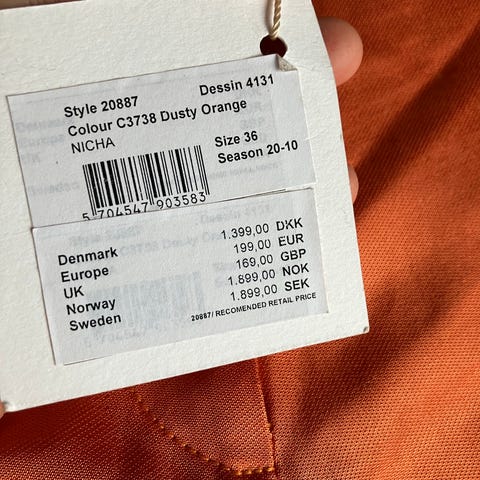 Style 20887 Dessin 4131
Colour C3738 Dusty Orange
NICHA Size 36
Season 20-10
5 704547 903583
Denmark 1.399,00 DKK
Europe 199,00 EUR
UK 169,00 GBP
Norway 1.899,00 NOK
Sweden 1.899,00 SEK
20887/ RECOMENDED RETAIL PRICE